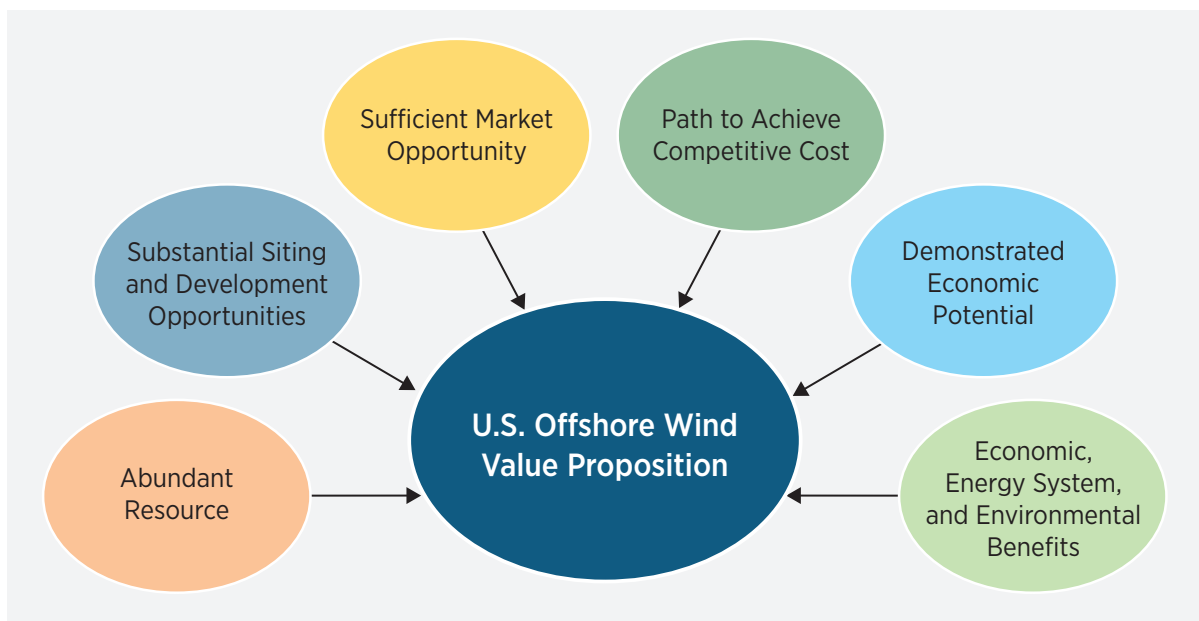 Sufficient Market
Opportunity
Path to Achieve
Competitive Cost
Substantial Siting
and Development
Opportunities
Demonstrated
Economic
Potential
U.S. Offshore Wind
Value Proposition
Abundant
Resource
Economic,
Energy System,
and Environmental
Benefits